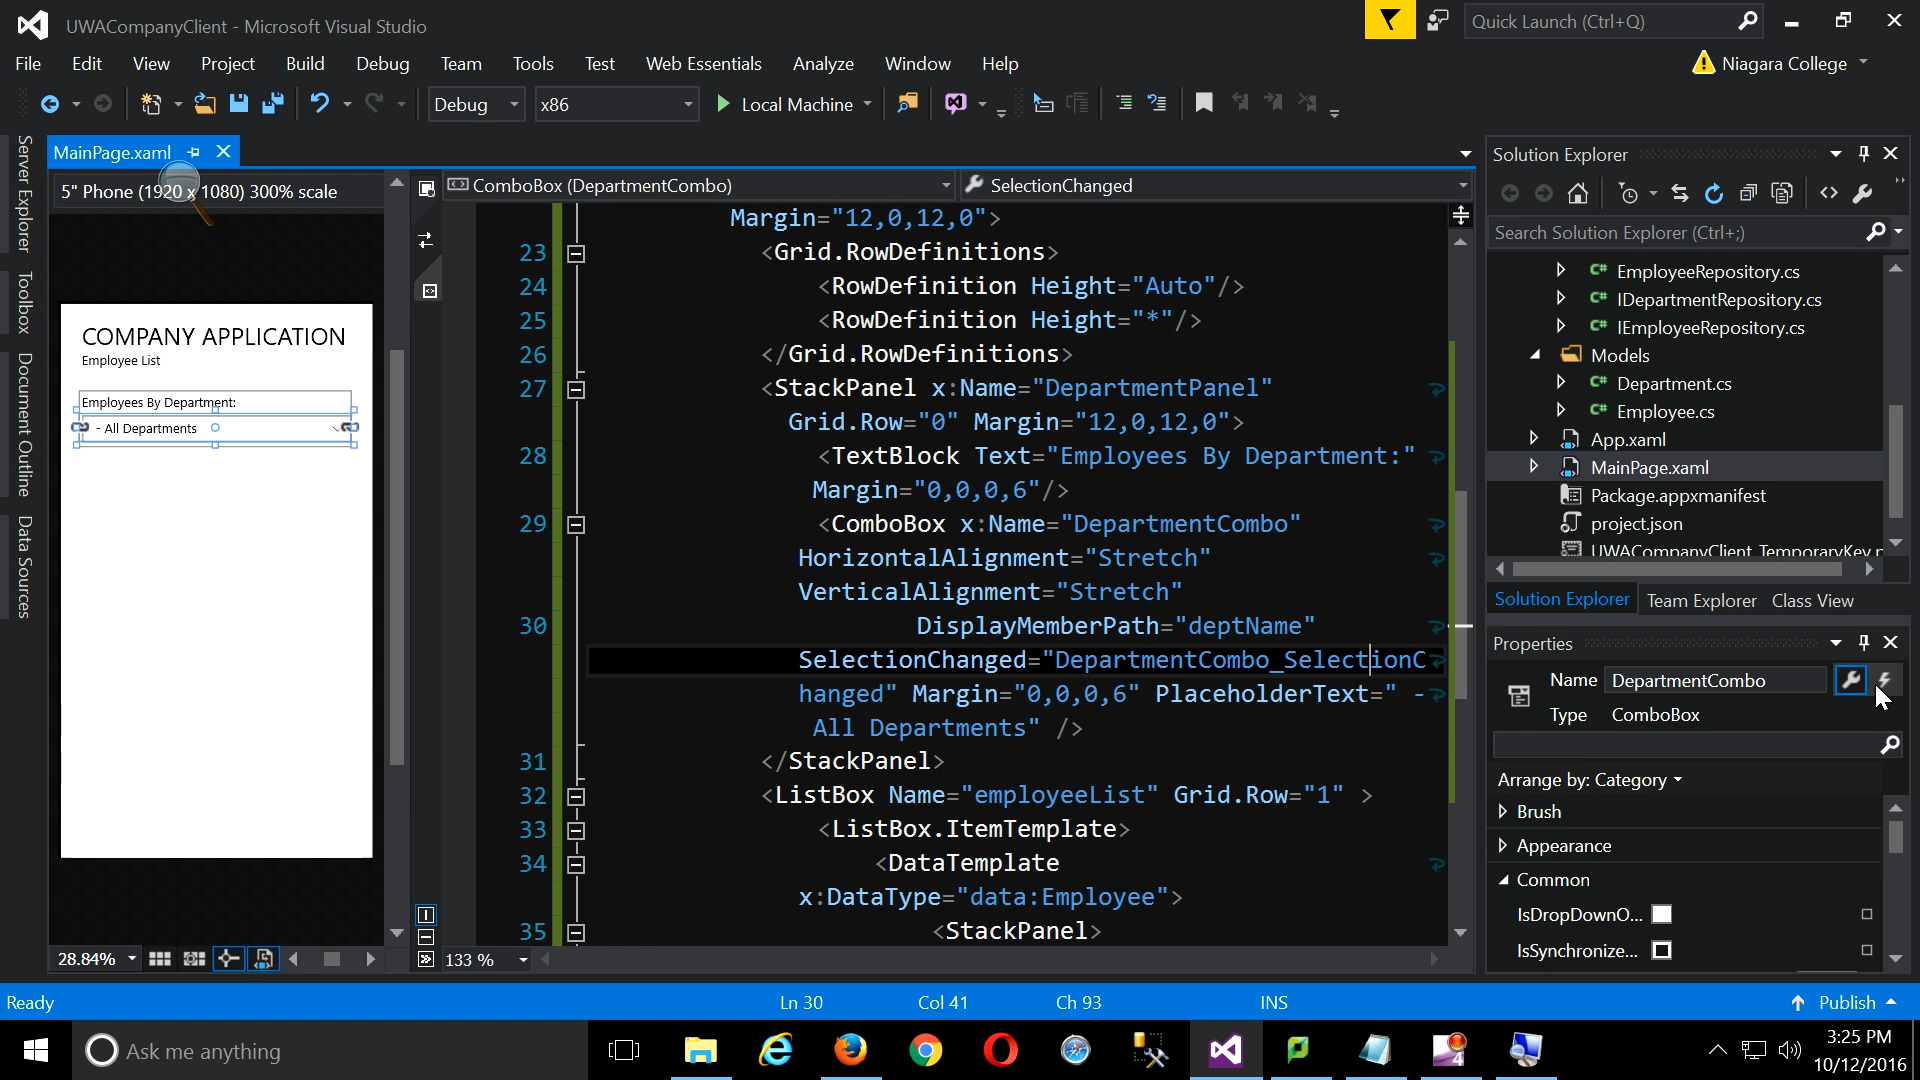 UWACompanyClient - Microsoft Visual Studio
Quick Launch (Ctrl+Q)
File Edit View Project Build Debug Team Tools Test Web Essentials Analyze Window Help
Niagara College
Debug x86 Local Machine
Server Explorer
Toolbox
Document Outline
Data Sources
MainPage.xaml
5" Phone (1920 x 1080) 300% scale
COMPANY APPLICATION
Employee List
Employees By Department:
- All Departments
28.84%
ComboBox (DepartmentCombo)
SelectionChanged
Margin="12,0,12,0">
23 <Grid.RowDefinitions>
24 <RowDefinition Height="Auto"/>
25 <RowDefinition Height="*"/>
26 </Grid.RowDefinitions>
27 <StackPanel x:Name="DepartmentPanel"
Grid.Row="0" Margin="12,0,12,0">
28 <TextBlock Text="Employees By Department:"
Margin="0,0,0,6"/>
29 <ComboBox x:Name="DepartmentCombo"
HorizontalAlignment="Stretch"
VerticalAlignment="Stretch"
30 DisplayMemberPath="deptName"
SelectionChanged="DepartmentCombo_SelectionC
hanged" Margin="0,0,0,6" PlaceholderText=" -
All Departments" />
31 </StackPanel>
32 <ListBox Name="employeeList" Grid.Row="1" >
33 <ListBox.ItemTemplate>
34 <DataTemplate
x:DataType="data:Employee">
35 <StackPanel>
133 %
Solution Explorer
Search Solution Explorer (Ctrl+;)
C# EmployeeRepository.cs
C# IDepartmentRepository.cs
C# IEmployeeRepository.cs
Models
C# Department.cs
C# Employee.cs
App.xaml
MainPage.xaml
Package.appxmanifest
project.json
UWACompanyClient_TemporaryKey.p
Solution Explorer Team Explorer Class View
Properties
Name DepartmentCombo
Type ComboBox
Arrange by: Category
Brush
Appearance
Common
IsDropDownO...
IsSynchronize...
Ready Ln 30 Col 41 Ch 93 INS Publish
Ask me anything
4
3:25 PM
10/12/2016